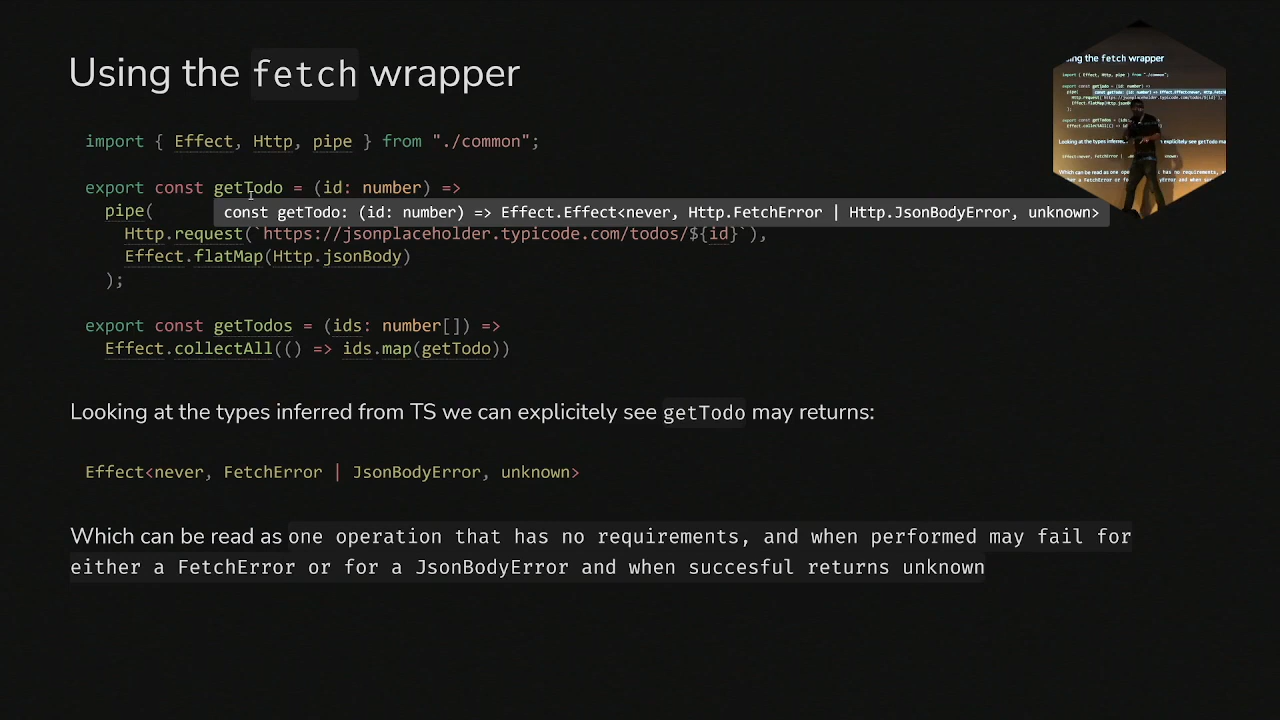 Using the fetch wrapper
import { Effect, Http, pipe } from "./common";
export const getTodo = (id: number) =>
pipe(
const getTodo: (id: number) => Effect.Effect<never, Http.FetchError | Http.JsonBodyError, unknown>
Http.request(`https://jsonplaceholder.typicode.com/todos/${id}`),
Effect.flatMap(Http.jsonBody)
);
export const getTodos = (ids: number[]) =>
Effect.collectAll(() => ids.map(getTodo))
Looking at the types inferred from TS we can explicitely see getTodo may returns:
Effect<never, FetchError | JsonBodyError, unknown>
Which can be read as one operation that has no requirements, and when performed may fail for
either a FetchError or for a JsonBodyError and when succesful returns unknown